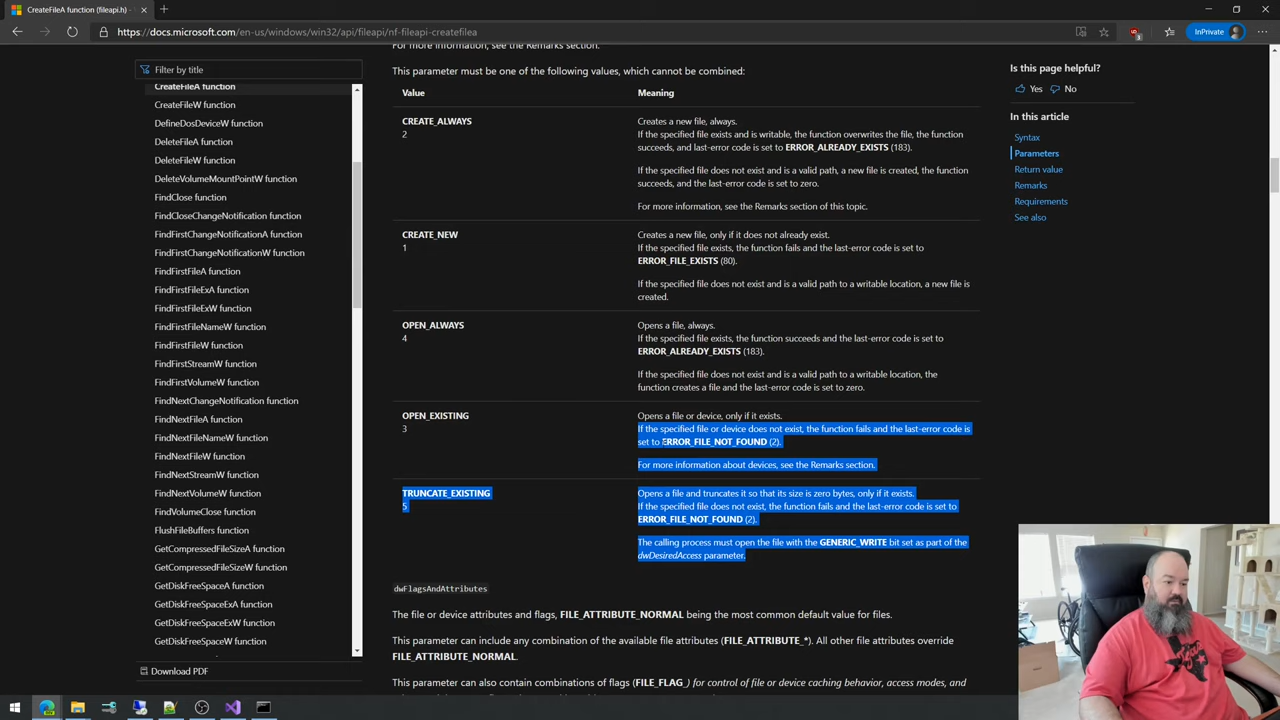 CreateFileA function (fileapi.h) - w
https://docs.microsoft.com/en-us/windows/win32/api/fileapi/nf-fileapi-createfilea
InPrivate
Filter by title
CreateFileA function
CreateFileW function
DefineDosDeviceW function
DeleteFileA function
DeleteFileW function
DeleteVolumeMountPointW function
FindClose function
FindCloseChangeNotification function
FindFirstChangeNotificationA function
FindFirstChangeNotificationW function
FindFirstFileA function
FindFirstFileExA function
FindFirstFileExW function
FindFirstFileNameW function
FindFirstFileW function
FindFirstStreamW function
FindFirstVolumeW function
FindNextChangeNotification function
FindNextFileA function
FindNextFileNameW function
FindNextFileW function
FindNextStreamW function
FindNextVolumeW function
FindVolumeClose function
FlushFileBuffers function
GetCompressedFileSizeA function
GetCompressedFileSizeW function
GetDiskFreeSpaceA function
GetDiskFreeSpaceExA function
GetDiskFreeSpaceExW function
GetDiskFreeSpaceW function
Download PDF
For more information, see the Remarks section.
This parameter must be one of the following values, which cannot be combined:
Value Meaning
CREATE_ALWAYS
2
Creates a new file, always.
If the specified file exists and is writable, the function overwrites the file, the function
succeeds, and last-error code is set to ERROR_ALREADY_EXISTS (183).
If the specified file does not exist and is a valid path, a new file is created, the function
succeeds, and the last-error code is set to zero.
For more information, see the Remarks section of this topic.
CREATE_NEW
1
Creates a new file, only if it does not already exist.
If the specified file exists, the function fails and the last-error code is set to
ERROR_FILE_EXISTS (80).
If the specified file does not exist and is a valid path to a writable location, a new file is
created.
OPEN_ALWAYS
4
Opens a file, always.
If the specified file exists, the function succeeds and the last-error code is set to
ERROR_ALREADY_EXISTS (183).
If the specified file does not exist and is a valid path to a writable location, the
function creates a file and the last-error code is set to zero.
OPEN_EXISTING
3
Opens a file or device, only if it exists.
If the specified file or device does not exist, the function fails and the last-error code is
set to ERROR_FILE_NOT_FOUND (2).
For more information about devices, see the Remarks section.
TRUNCATE_EXISTING
5
Opens a file and truncates it so that its size is zero bytes, only if it exists.
If the specified file does not exist, the function fails and the last-error code is set to
ERROR_FILE_NOT_FOUND (2).
The calling process must open the file with the GENERIC_WRITE bit set as part of the
dwDesiredAccess parameter.
dwFlagsAndAttributes
The file or device attributes and flags, FILE_ATTRIBUTE_NORMAL being the most common default value for files.
This parameter can include any combination of the available file attributes (FILE_ATTRIBUTE_*). All other file attributes override
FILE_ATTRIBUTE_NORMAL.
This parameter can also contain combinations of flags (FILE_FLAG_) for control of file or device caching behavior, access modes, and
Is this page helpful?
Yes No
In this article
Syntax
Parameters
Return value
Remarks
Requirements
See also